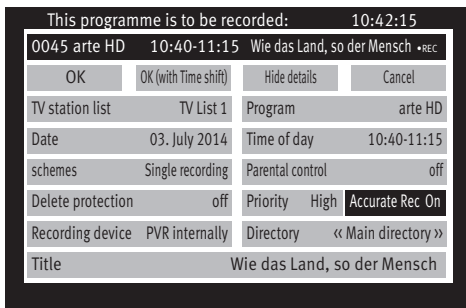 This programme is to be recorded: 10:42:15
0045 arte HD 10:40-11:15 Wie das Land, so der Mensch •REC
OK OK (with Time shift) Hide details Cancel
TV station list TV List 1 Program arte HD
Date 03. July 2014 Time of day 10:40-11:15
schemes Single recording Parental control off
Delete protection off Priority High Accurate Rec On
Recording device PVR internally Directory « Main directory »
Title Wie das Land, so der Mensch